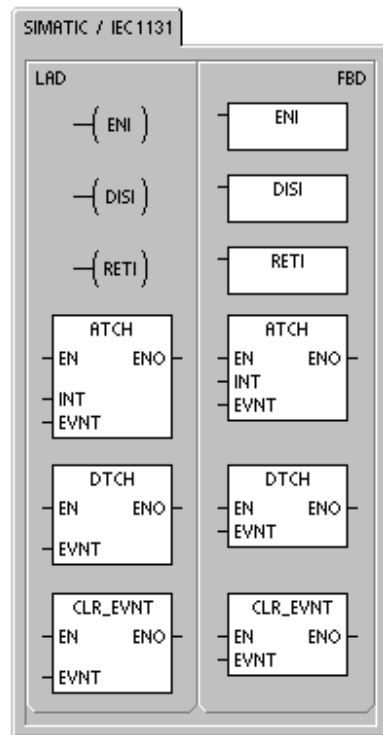 SIMATIC / IEC1131
LAD
FBD
ENI
ENI
DISI
DISI
RETI
RETI
ATCH
EN ENO
INT
EVNT
ATCH
EN ENO
INT
EVNT
DTCH
EN ENO
EVNT
DTCH
EN ENO
EVNT
CLR_EVNT
EN ENO
EVNT
CLR_EVNT
EN ENO
EVNT